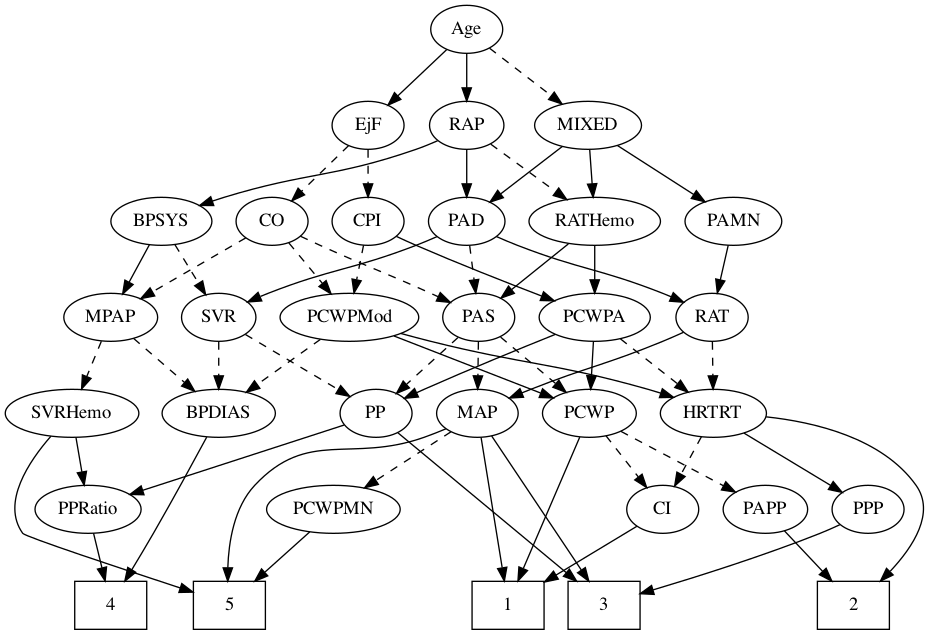 Age
EjF RAP MIXED
BPSYS CO CPI PAD RATHemo PAMN
MPAP SVR PCWPMod PAS PCWPA RAT
SVRHemo BPDIAS PP MAP PCWP HRTRT
PPRatio PCWPMN CI PAPP PPP
4 5 1 3 2